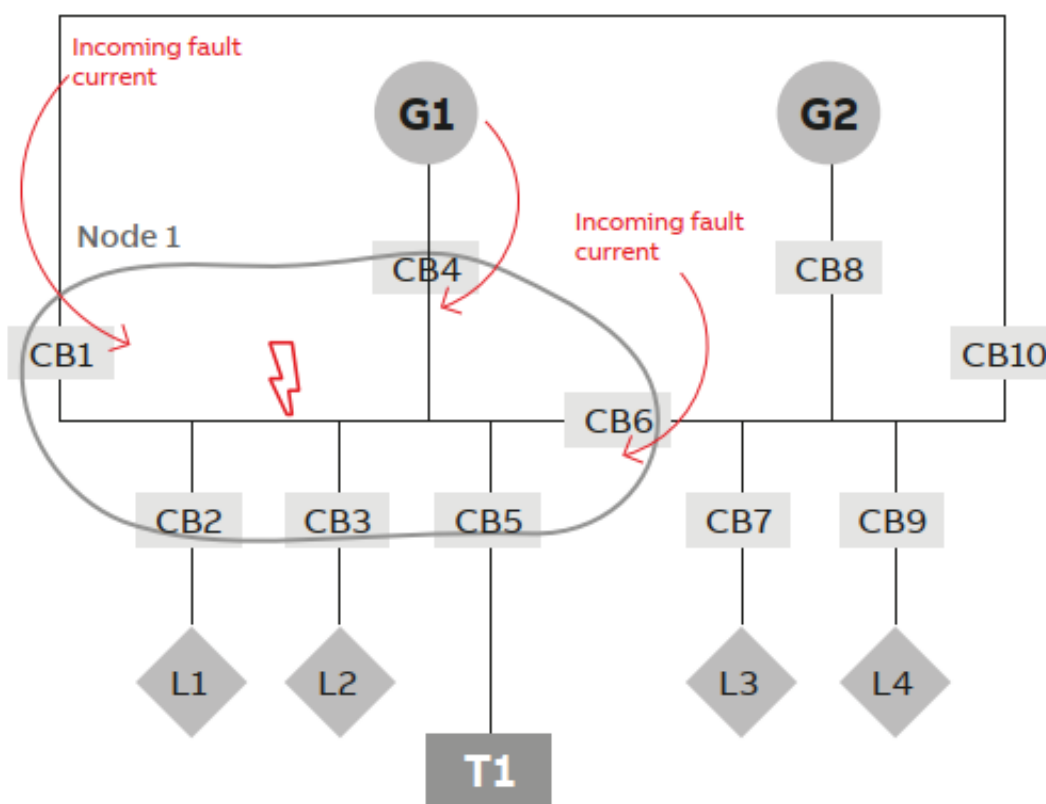 Incoming fault
current
G1
G2
Incoming fault
current
Node 1
CB4
CB8
CB1
CB10
CB6
CB2
CB3
CB5
CB7
CB9
L1
L2
L3
L4
T1